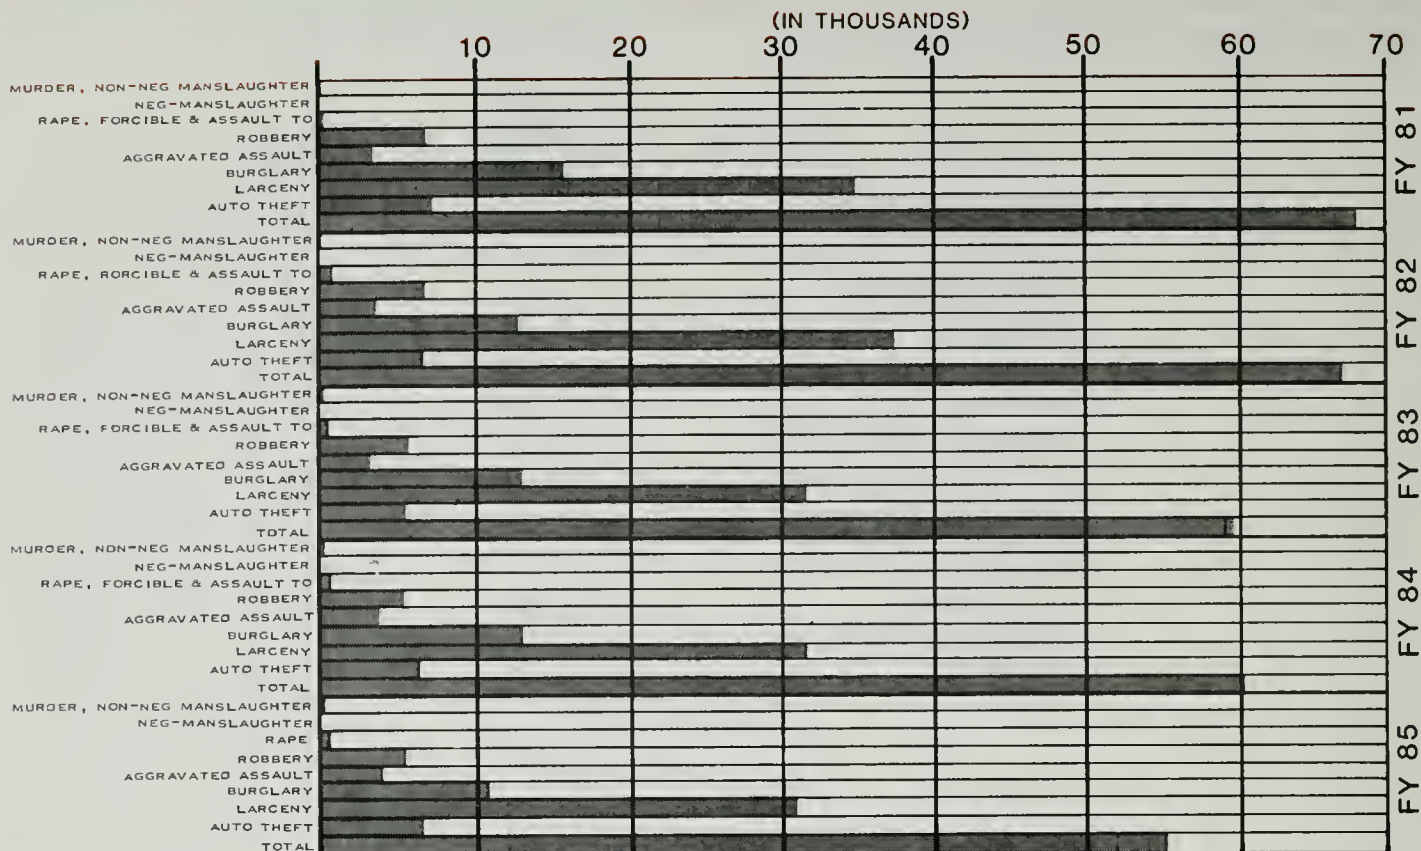 (IN THOUSANDS)
10 20 30 40 50 60 70
MURDER, NON-NEG MANSLAUGHTER
NEG-MANSLAUGHTER
RAPE, FORCIBLE & ASSAULT TO
ROBBERY
AGGRAVATED ASSAULT
BURGLARY
LARCENY
AUTO THEFT
TOTAL
FY 81
MURDER, NON-NEG MANSLAUGHTER
NEG-MANSLAUGHTER
RAPE, RORCIBLE & ASSAULT TO
ROBBERY
AGGRAVATED ASSAULT
BURGLARY
LARCENY
AUTO THEFT
TOTAL
FY 82
MURDER, NON-NEG MANSLAUGHTER
NEG-MANSLAUGHTER
RAPE, FORCIBLE & ASSAULT TO
ROBBERY
AGGRAVATED ASSAULT
BURGLARY
LARCENY
AUTO THEFT
TOTAL
FY 83
MURDER, NON-NEG MANSLAUGHTER
NEG-MANSLAUGHTER
RAPE, FORCIBLE & ASSAULT TO
ROBBERY
AGGRAVATED ASSAULT
BURGLARY
LARCENY
AUTO THEFT
TOTAL
FY 84
MURDER, NON-NEG MANSLAUGHTER
NEG-MANSLAUGHTER
RAPE
ROBBERY
AGGRAVATED ASSAULT
BURGLARY
LARCENY
AUTO THEFT
TOTAL
FY 85